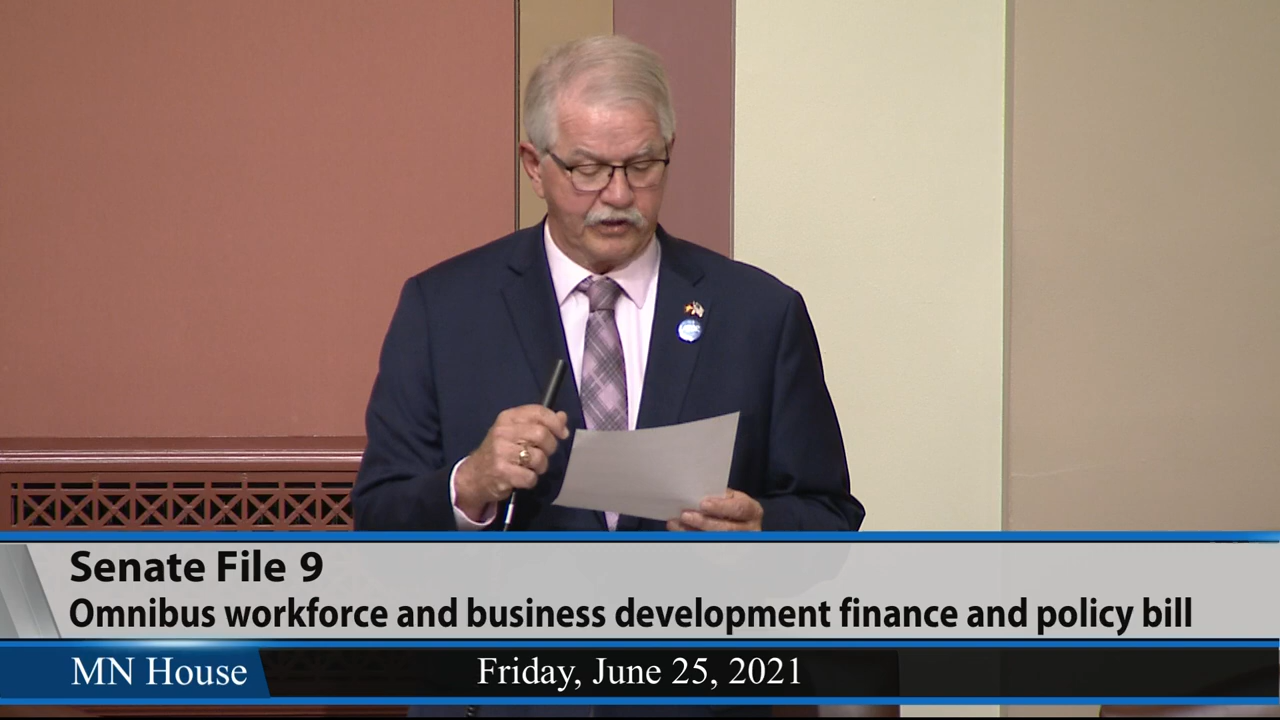 Senate File 9
Omnibus workforce and business development finance and policy bill
MN House
Friday, June 25, 2021